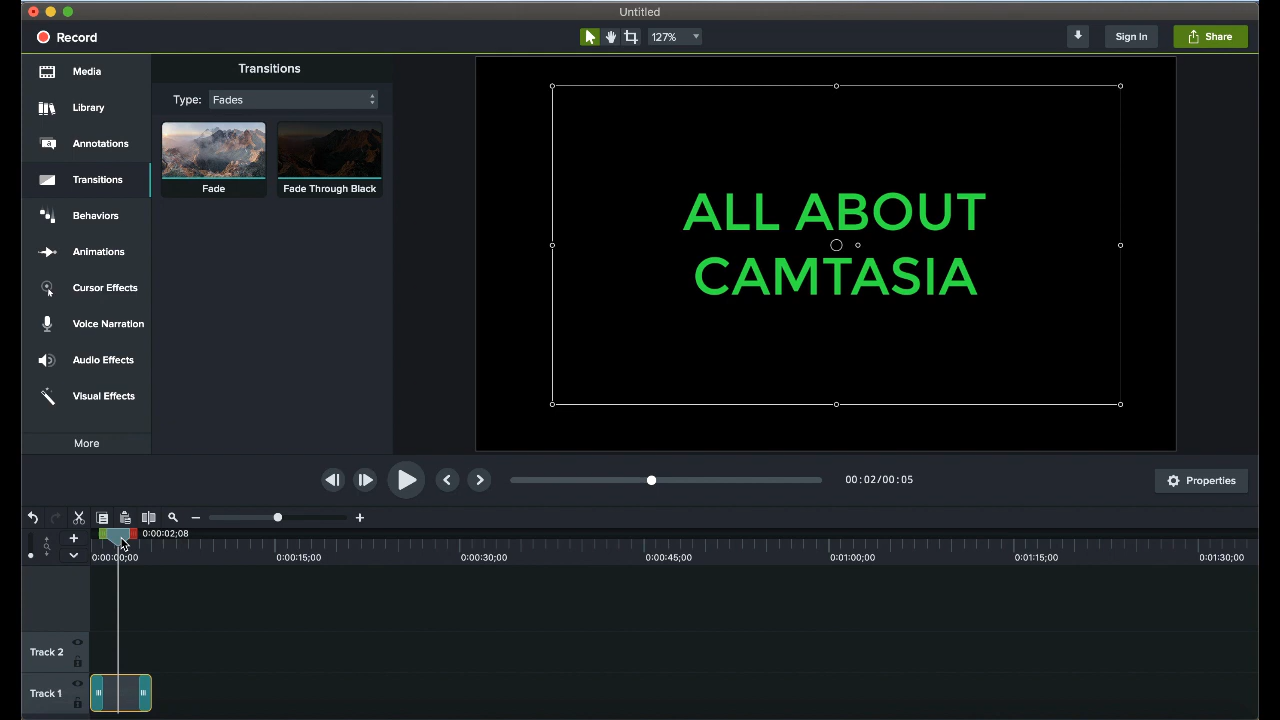 Untitled
Record
127%
Sign In
Share
Media
Library
Annotations
Transitions
Behaviors
Animations
Cursor Effects
Voice Narration
Audio Effects
Visual Effects
More
Transitions
Type: Fades
Fade
Fade Through Black
ALL ABOUT
CAMTASIA
00:02/00:05
Properties
0:00:02;08
0:00:00;00 0:00:15;00 0:00:30;00 0:00:45;00 0:01:00;00 0:01:15;00 0:01:30;00
Track 2
Track 1